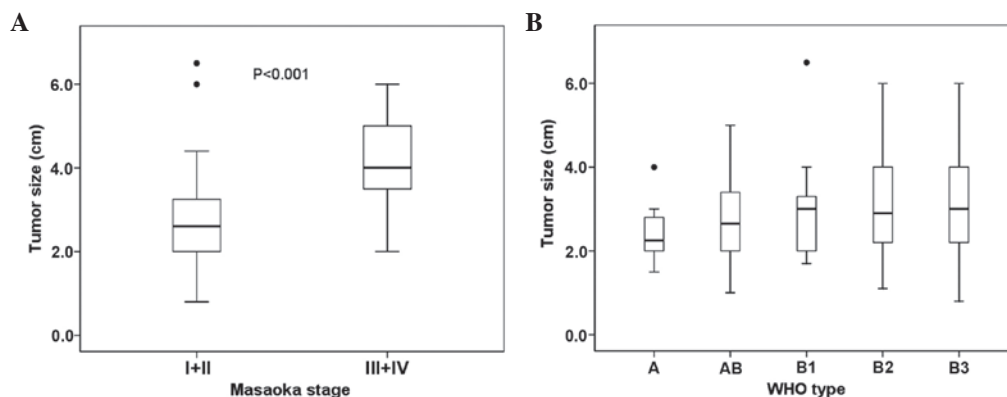 A
P<0.001
Tumor size (cm)
6.0
4.0
2.0
0.0
I+II III+IV
Masaoka stage
B
Tumor size (cm)
6.0
4.0
2.0
0.0
A AB B1 B2 B3
WHO type